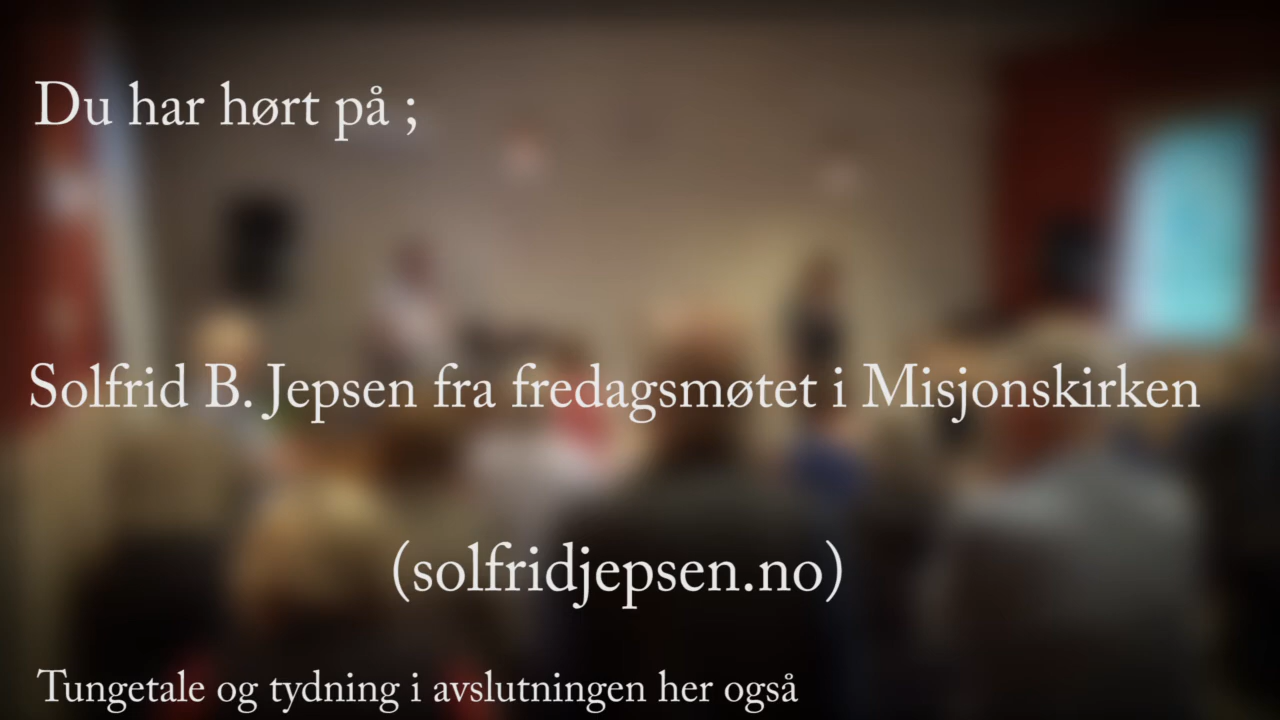 Du har hørt på ;
Solfrid B. Jepsen fra fredagsmøtet i Misjonskirken
(solfridjepsen.no)
Tungetale og tydning i avslutningen her også